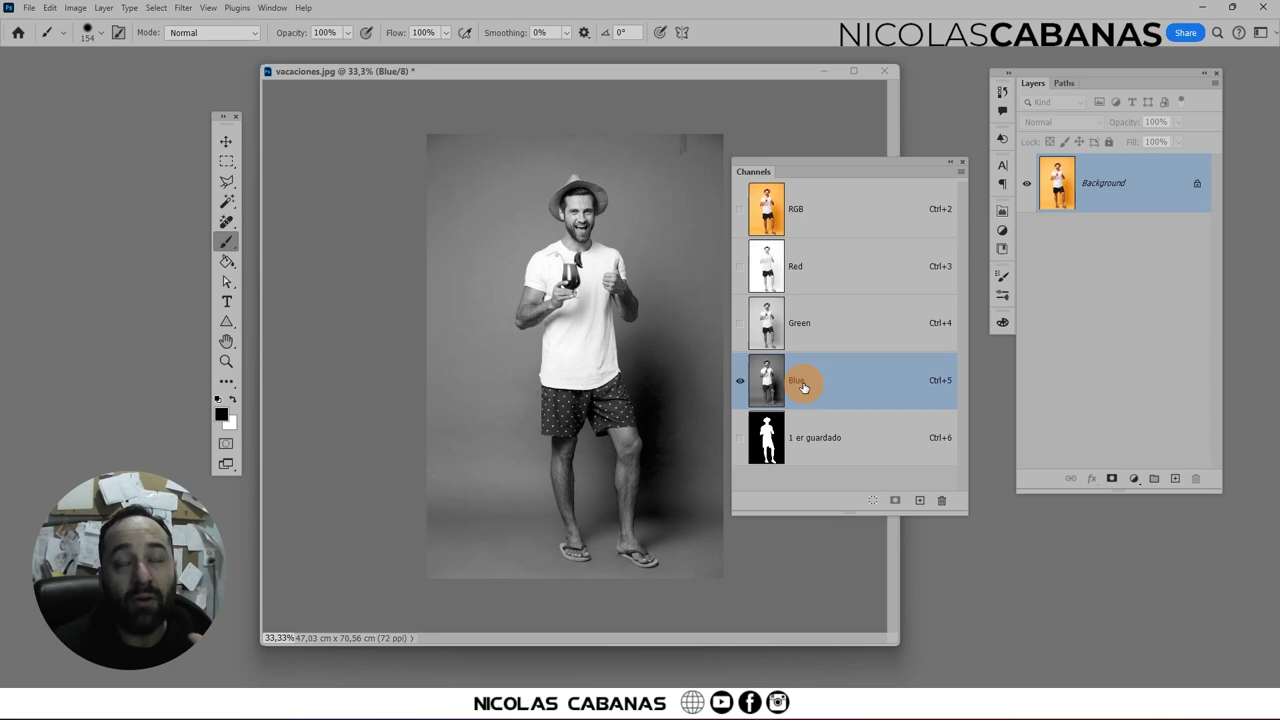 File Edit Image Layer Type Select Filter View Plugins Window Help
154 Mode: Normal Opacity: 100% Flow: 100% Smoothing: 0% 0° Share
NICOLASCABANAS
vacaciones.jpg @ 33,3% (Blue/8) *
Channels
RGB Ctrl+2
Red Ctrl+3
Green Ctrl+4
Blue Ctrl+5
1 er guardado Ctrl+6
Layers Paths
Kind
Normal Opacity: 100%
Lock: Fill: 100%
Background
33,33% 47,03 cm x 70,56 cm (72 ppi)
NICOLAS CABANAS